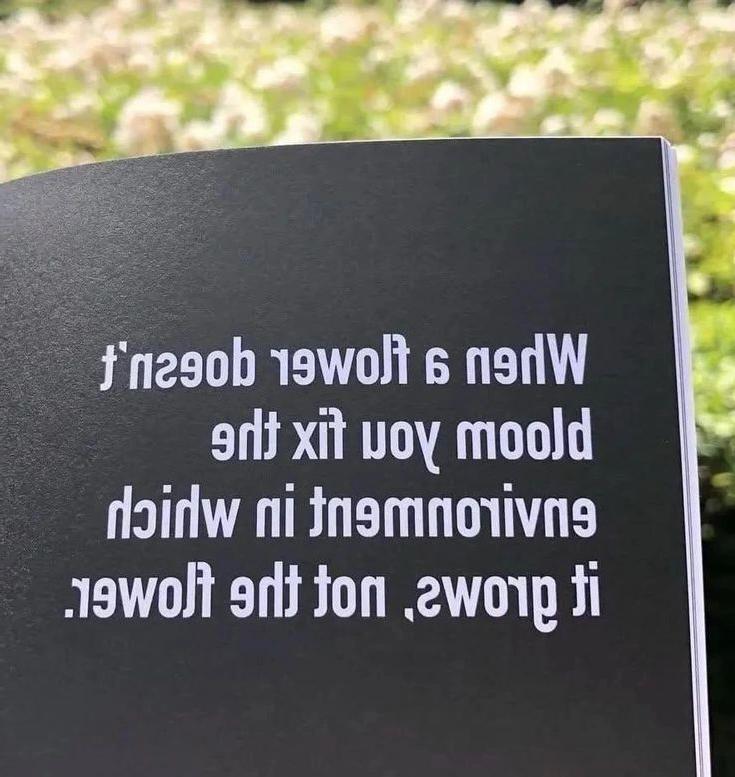 When a flower doesn't
bloom you fix the
environment in which
it grows, not the flower.